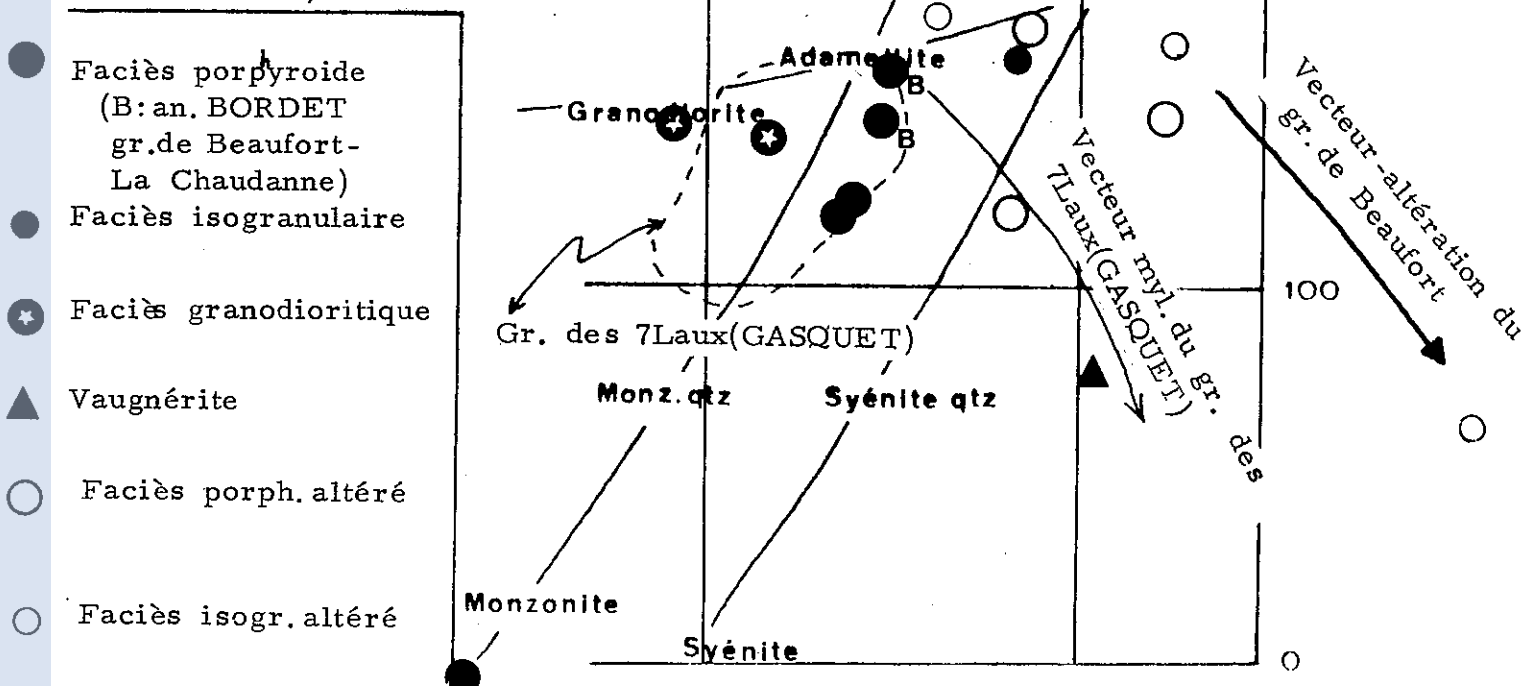 Faciès porphyroide
(B: an. BORDET
gr.de Beaufort-
La Chaudanne)
Faciès isogranulaire
Faciès granodioritique
Vaugnérite
Faciès porph. altéré
Faciès isogr. altéré
Adamellite
B
Granodiorite
B
Gr. des 7Laux(GASQUET)
Monz. qtz
Syénite qtz
Monzonite
Syénite
Vecteur myl. du gr. des
7Laux(GASQUET)
Vecteur-altération du
gr. de Beaufort
100
0